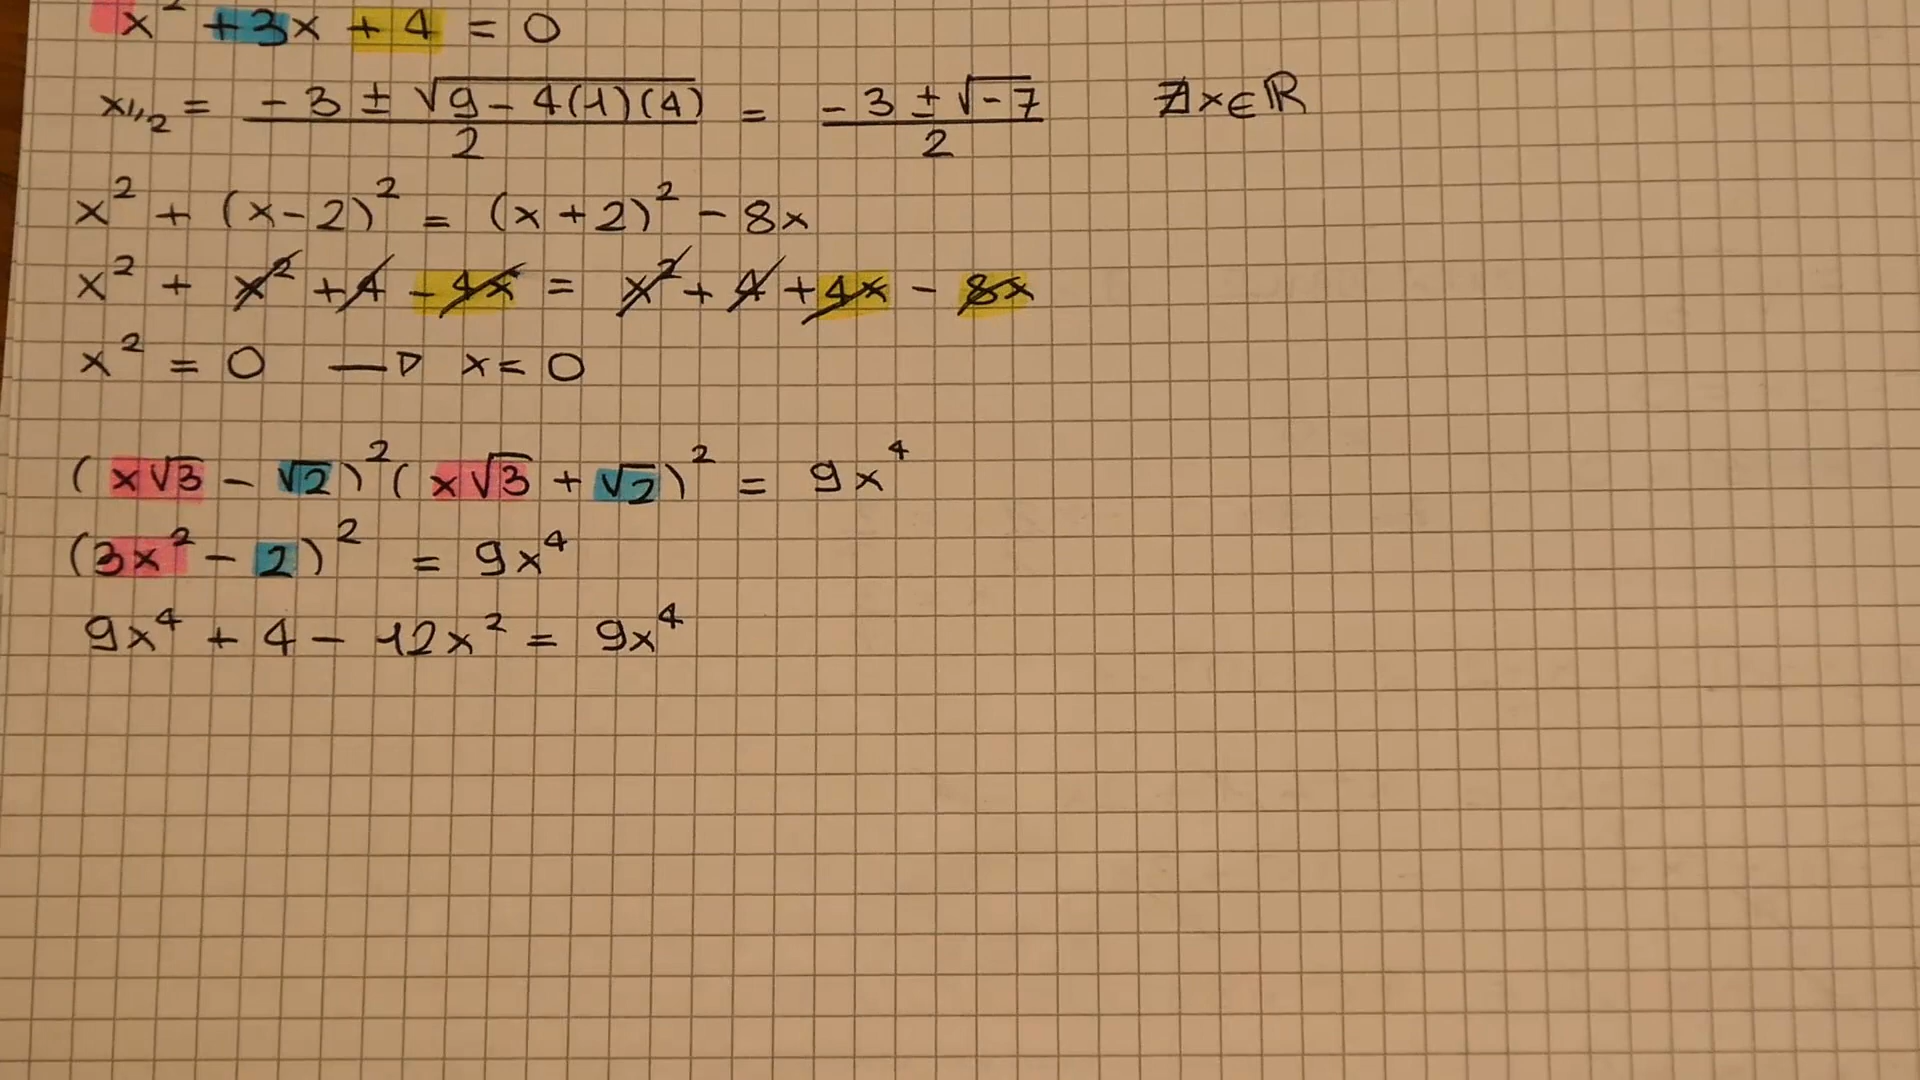 x² + 3x + 4 = 0
x₁,₂ = (-3 ± √(9 - 4(1)(4)))/2 = (-3 ± √-7)/2 ∄x∈ℝ
x² + (x-2)² = (x+2)² - 8x
x² + x² + 4 - 4x = x² + 4 + 4x - 8x
x² = 0 → x = 0
(x√3 - √2)² (x√3 + √2)² = 9x⁴
(3x² - 2)² = 9x⁴
9x⁴ + 4 - 12x² = 9x⁴